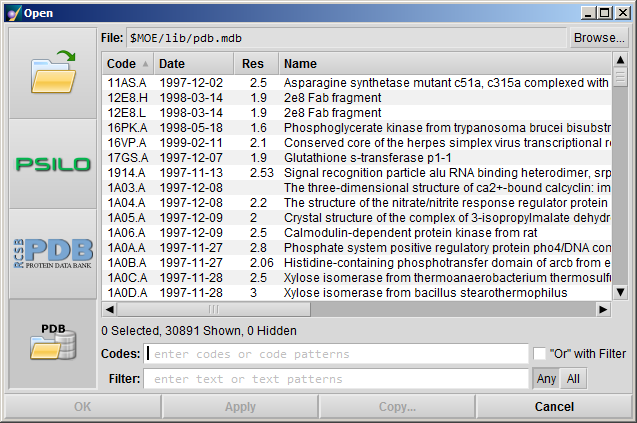 Open
File: $MOE/lib/pdb.mdb Browse...
Code Date Res Name
11AS.A 1997-12-02 2.5 Asparagine synthetase mutant c51a, c315a complexed with
12E8.H 1998-03-14 1.9 2e8 Fab fragment
12E8.L 1998-03-14 1.9 2e8 Fab fragment
16PK.A 1998-05-18 1.6 Phosphoglycerate kinase from trypanosoma brucei bisubstr
16VP.A 1999-02-11 2.1 Conserved core of the herpes simplex virus transcriptional re
17GS.A 1997-12-07 1.9 Glutathione s-transferase p1-1
1914.A 1997-11-13 2.53 Signal recognition particle alu RNA binding heterodimer, srp
1A03.A 1997-12-08 The three-dimensional structure of ca2+-bound calcyclin: im
1A04.A 1997-12-08 2.2 The structure of the nitrate/nitrite response regulator protein
1A05.A 1997-12-09 2 Crystal structure of the complex of 3-isopropylmalate dehydr
1A06.A 1997-12-09 2.5 Calmodulin-dependent protein kinase from rat
1A0A.A 1997-11-27 2.8 Phosphate system positive regulatory protein pho4/DNA con
1A0B.A 1997-11-27 2.06 Histidine-containing phosphotransfer domain of arcb from e
1A0C.A 1997-11-28 2.5 Xylose isomerase from thermoanaerobacterium thermosulfu
1A0D.A 1997-11-28 3 Xylose isomerase from bacillus stearothermophilus
PSILO
RCSB PDB
PROTEIN DATA BANK
PDB
0 Selected, 30891 Shown, 0 Hidden
Codes: enter codes or code patterns "Or" with Filter
Filter: enter text or text patterns Any All
OK Apply Copy... Cancel